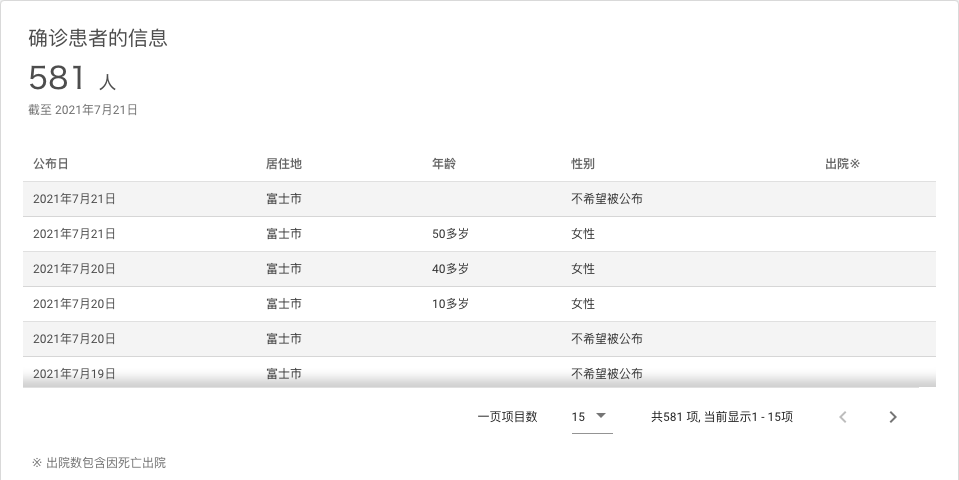 确诊患者的信息
581 人
截至 2021年7月21日
公布日 居住地 年龄 性别 出院※
2021年7月21日 富士市 不希望被公布
2021年7月21日 富士市 50多岁 女性
2021年7月20日 富士市 40多岁 女性
2021年7月20日 富士市 10多岁 女性
2021年7月20日 富士市 不希望被公布
2021年7月19日 富士市 不希望被公布
一页项目数 15 共581 项, 当前显示1 - 15项
※ 出院数包含因死亡出院